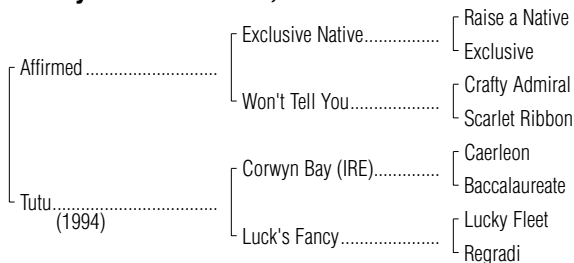 Raise a Native
Exclusive Native.................
Exclusive
Affirmed ............................
Crafty Admiral
Won't Tell You....................
Scarlet Ribbon
Caerleon
Corwyn Bay (IRE)...............
Baccalaureate
Tutu...................................
(1994)
Lucky Fleet
Luck's Fancy......................
Regradi